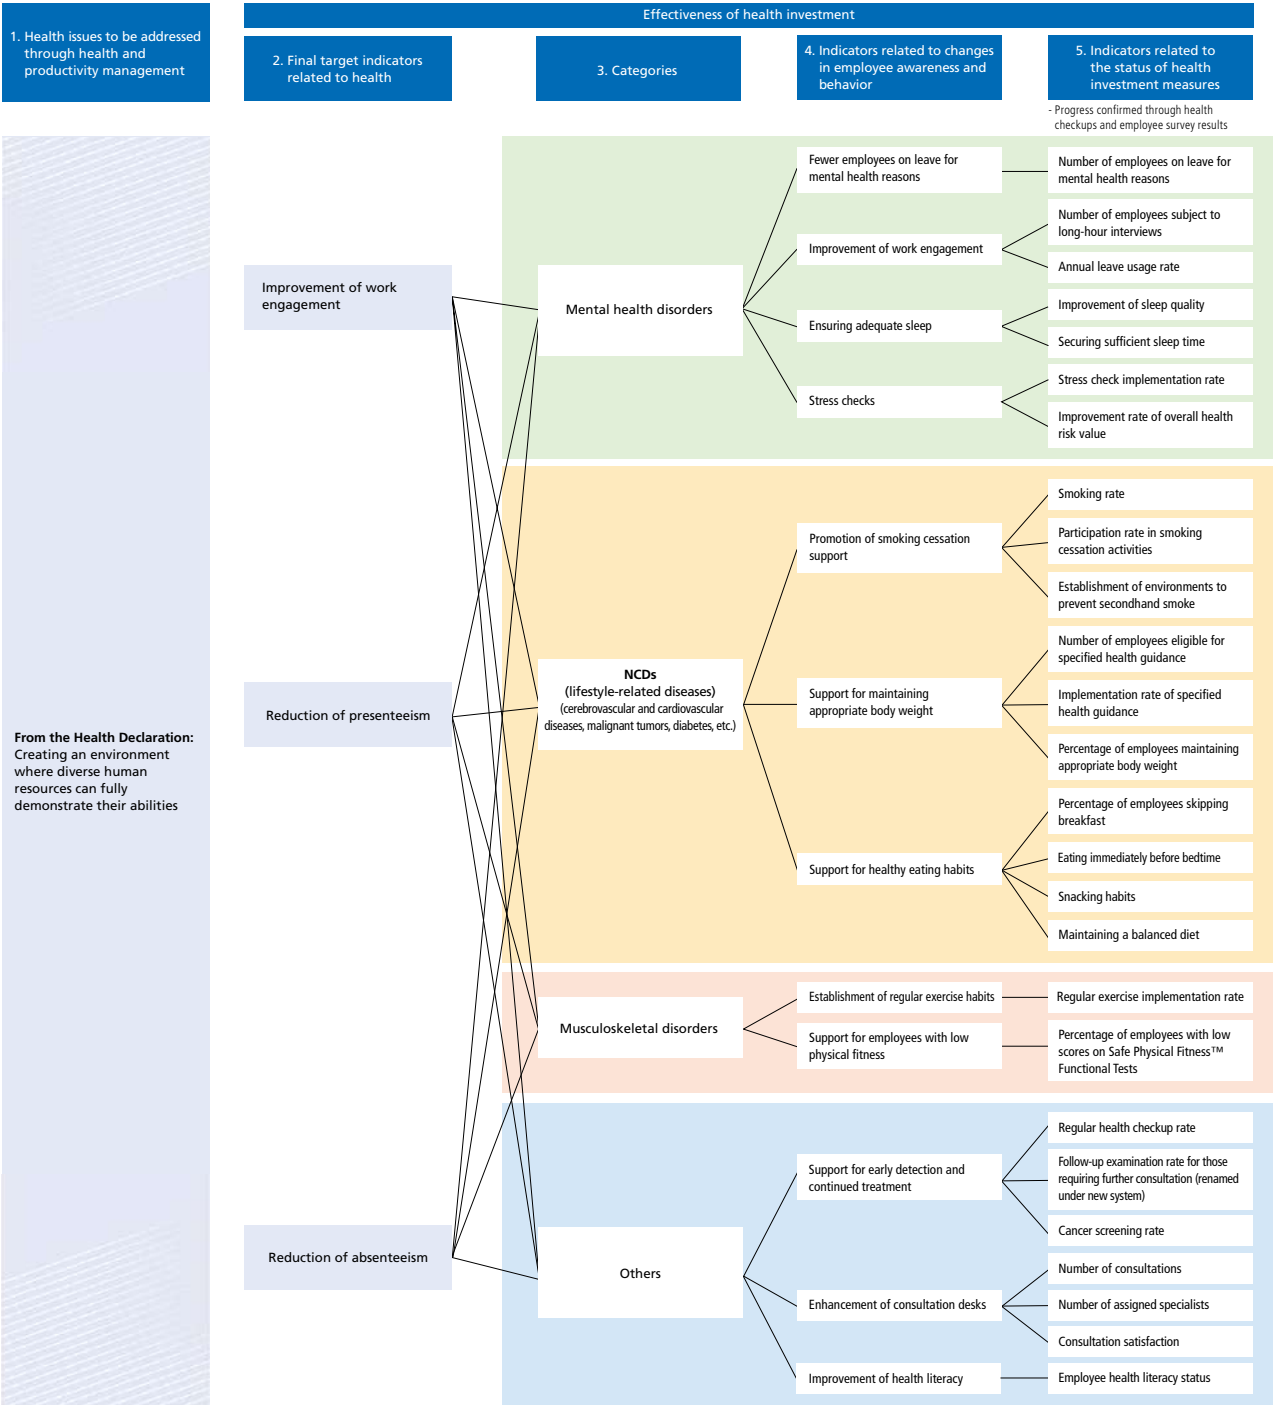 Effectiveness of health investment
1. Health issues to be addressed
through health and
productivity management
2. Final target indicators
related to health
3. Categories
4. Indicators related to changes
in employee awareness and
behavior
5. Indicators related to
the status of health
investment measures
- Progress confirmed through health
checkups and employee survey results
From the Health Declaration:
Creating an environment
where diverse human
resources can fully
demonstrate their abilities
Improvement of work
engagement
Reduction of presenteeism
Reduction of absenteeism
Mental health disorders
Fewer employees on leave for
mental health reasons
Number of employees on leave for
mental health reasons
Improvement of work engagement
Number of employees subject to
long-hour interviews
Annual leave usage rate
Ensuring adequate sleep
Improvement of sleep quality
Securing sufficient sleep time
Stress checks
Stress check implementation rate
Improvement rate of overall health
risk value
NCDs
(lifestyle-related diseases)
(cerebrovascular and cardiovascular
diseases, malignant tumors, diabetes, etc.)
Promotion of smoking cessation
support
Smoking rate
Participation rate in smoking
cessation activities
Establishment of environments to
prevent secondhand smoke
Support for maintaining
appropriate body weight
Number of employees eligible for
specified health guidance
Implementation rate of specified
health guidance
Percentage of employees maintaining
appropriate body weight
Support for healthy eating habits
Percentage of employees skipping
breakfast
Eating immediately before bedtime
Snacking habits
Maintaining a balanced diet
Musculoskeletal disorders
Establishment of regular exercise habits
Regular exercise implementation rate
Support for employees with low
physical fitness
Percentage of employees with low
scores on Safe Physical Fitness™
Functional Tests
Others
Support for early detection and
continued treatment
Regular health checkup rate
Follow-up examination rate for those
requiring further consultation (renamed
under new system)
Cancer screening rate
Enhancement of consultation desks
Number of consultations
Number of assigned specialists
Consultation satisfaction
Improvement of health literacy
Employee health literacy status